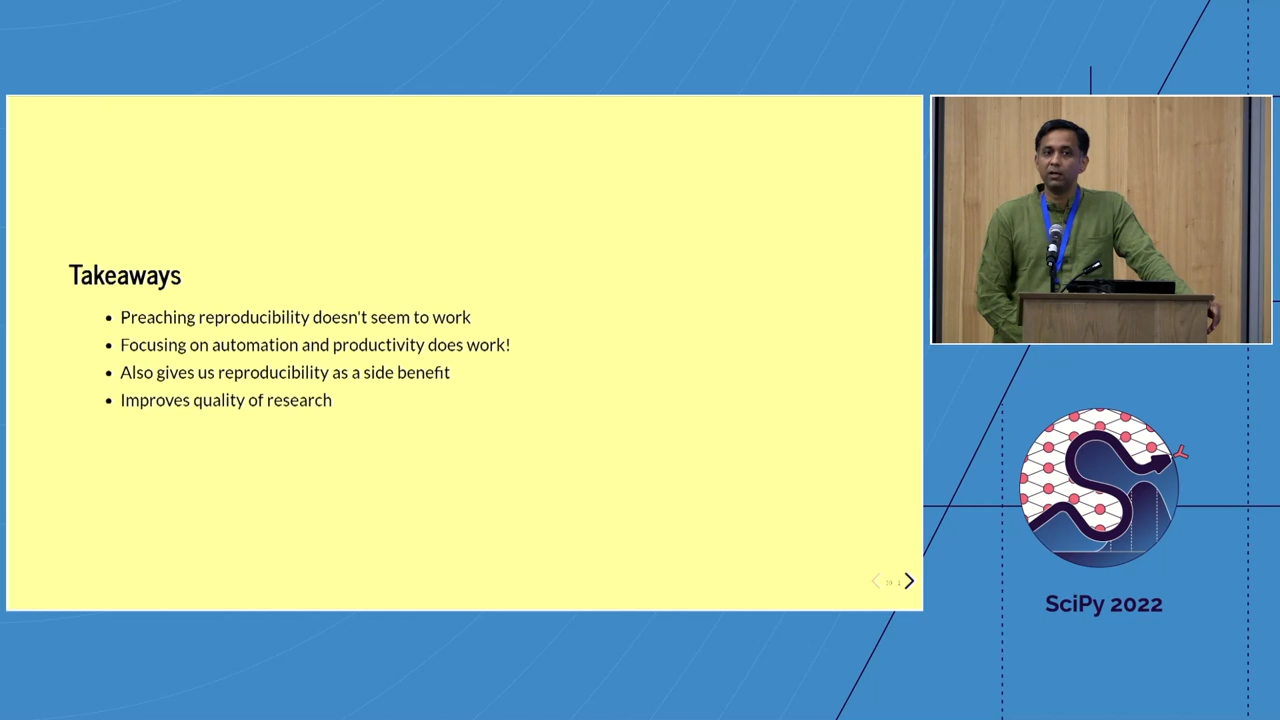 Takeaways
Preaching reproducibility doesn't seem to work
Focusing on automation and productivity does work!
Also gives us reproducibility as a side benefit
Improves quality of research
SciPy 2022